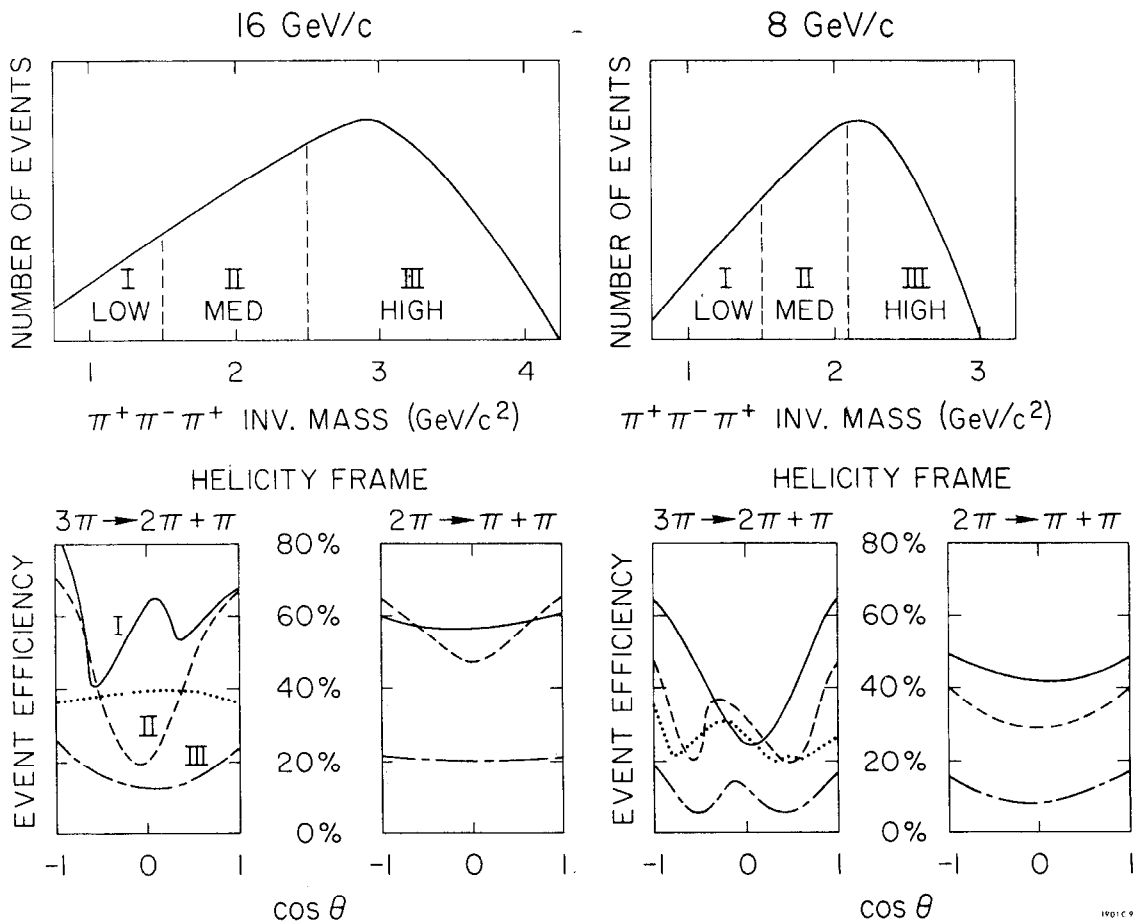 16 GeV/c
8 GeV/c
NUMBER OF EVENTS
I
LOW
II
MED
III
HIGH
1 2 3 4
π⁺π⁻π⁺ INV. MASS (GeV/c²)
NUMBER OF EVENTS
I
LOW
II
MED
III
HIGH
1 2 3
π⁺π⁻π⁺ INV. MASS (GeV/c²)
HELICITY FRAME
3π→2π+π
2π→π+π
EVENT EFFICIENCY
I
II
III
80%
60%
40%
20%
0%
-1 0 1
-1 0 1
cos θ
HELICITY FRAME
3π→2π+π
2π→π+π
EVENT EFFICIENCY
80%
60%
40%
20%
0%
-1 0 1
-1 0 1
cos θ
1901C9